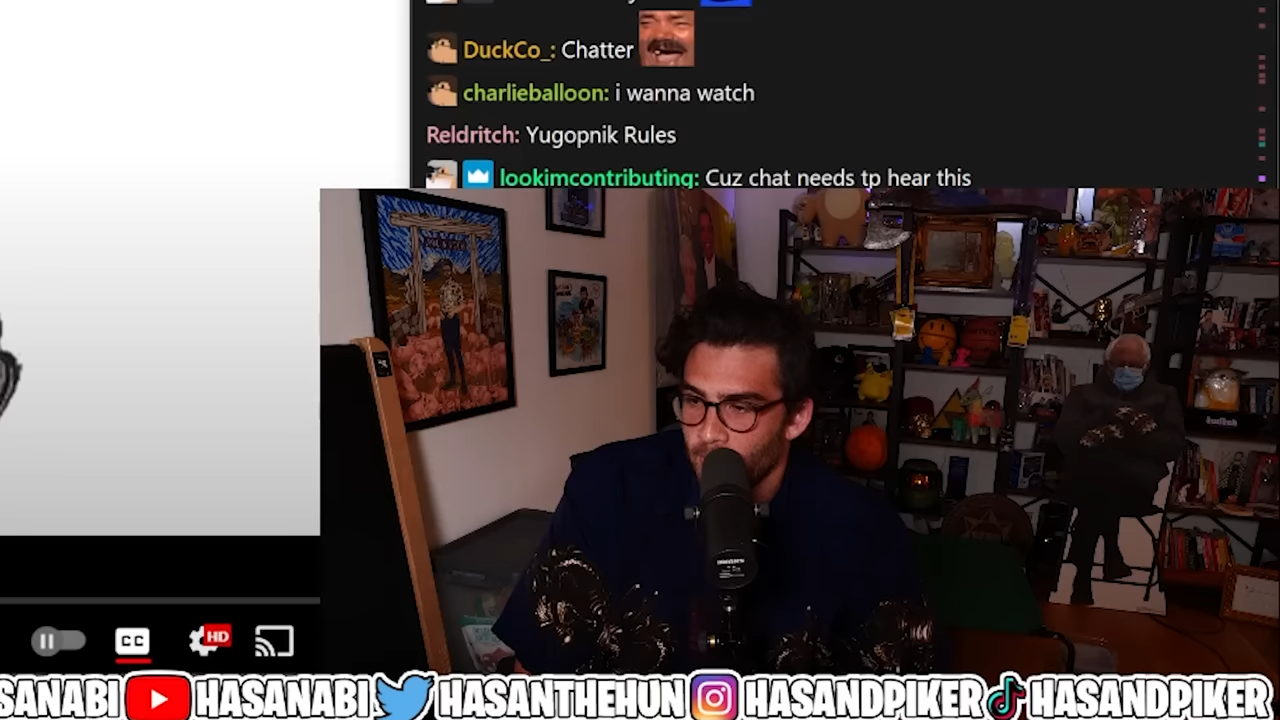 DuckCo_: Chatter
charlieballoon: i wanna watch
Reldritch: Yugopnik Rules
lookimcontributing: Cuz chat needs tp hear this
CC
HD
SANABI HASANABI HASANTHEHUN HASANDPIKER HASANDPIKER